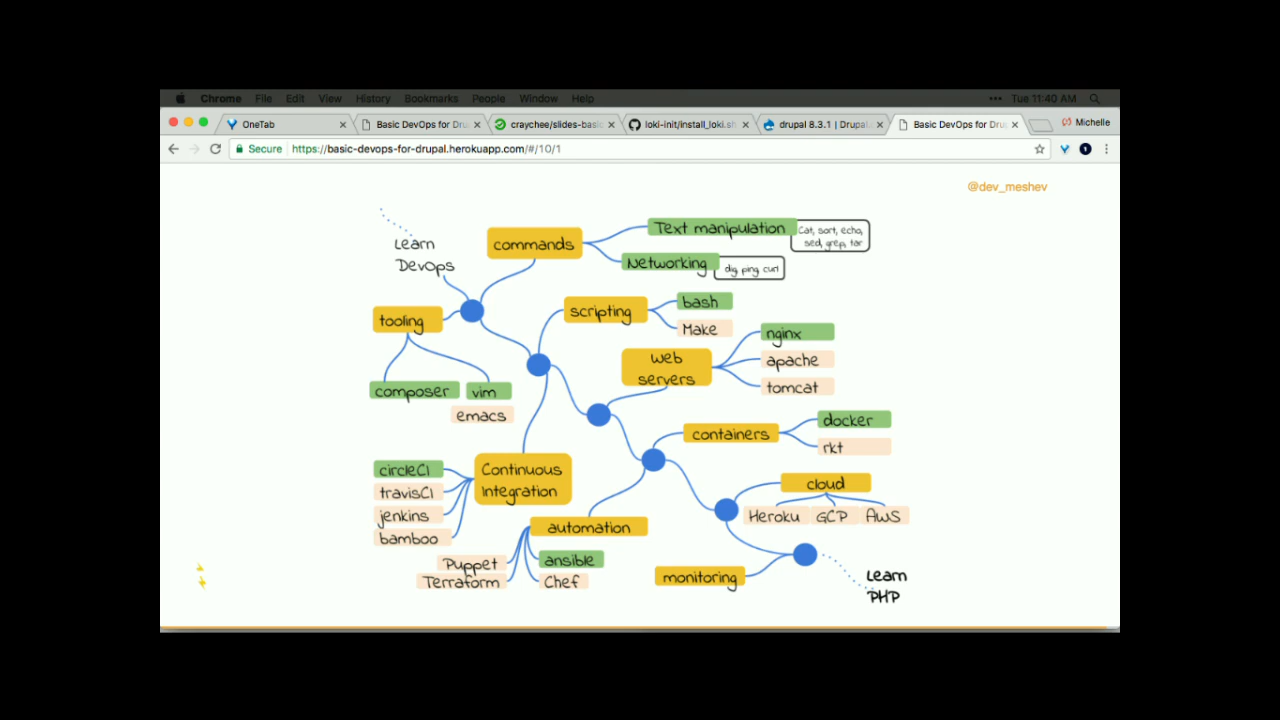 Chrome File Edit View History Bookmarks People Window Help ••• Tue 11:40 AM
OneTab
Basic DevOps for Dru
craychee/slides-basic
loki-init/install_loki.sh
drupal 8.3.1 | Drupal.
Basic DevOps for Dru
Michelle
Secure https://basic-devops-for-drupal.herokuapp.com/#/10/1
@dev_meshev
Learn
DevOps
commands
Text manipulation
Cat, sort, echo,
sed, grep, tar
Networking
dig, ping, curl
tooling
composer
vim
emacs
scripting
bash
Make
Web
servers
nginx
apache
tomcat
containers
docker
rkt
Continuous
Integration
circleCI
travisCI
jenkins
bamboo
cloud
Heroku GCP AWS
automation
Puppet
Terraform
ansible
Chef
monitoring
Learn
PHP